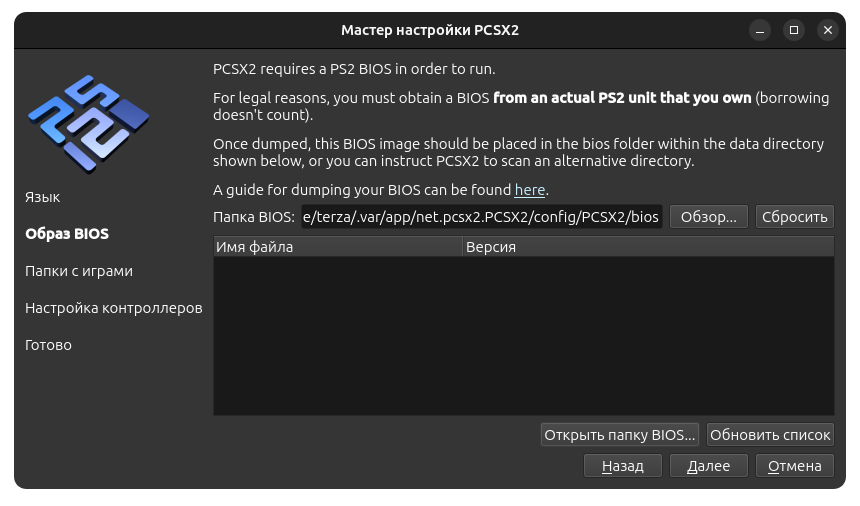 Мастер настройки PCSX2
PCSX2 requires a PS2 BIOS in order to run.
For legal reasons, you must obtain a BIOS from an actual PS2 unit that you own (borrowing
doesn't count).
Once dumped, this BIOS image should be placed in the bios folder within the data directory
shown below, or you can instruct PCSX2 to scan an alternative directory.
A guide for dumping your BIOS can be found here.
Язык
Образ BIOS
Папки с играми
Настройка контроллеров
Готово
Папка BIOS: e/terza/.var/app/net.pcsx2.PCSX2/config/PCSX2/bios Обзор... Сбросить
Имя файла Версия
Открыть папку BIOS... Обновить список
Назад Далее Отмена